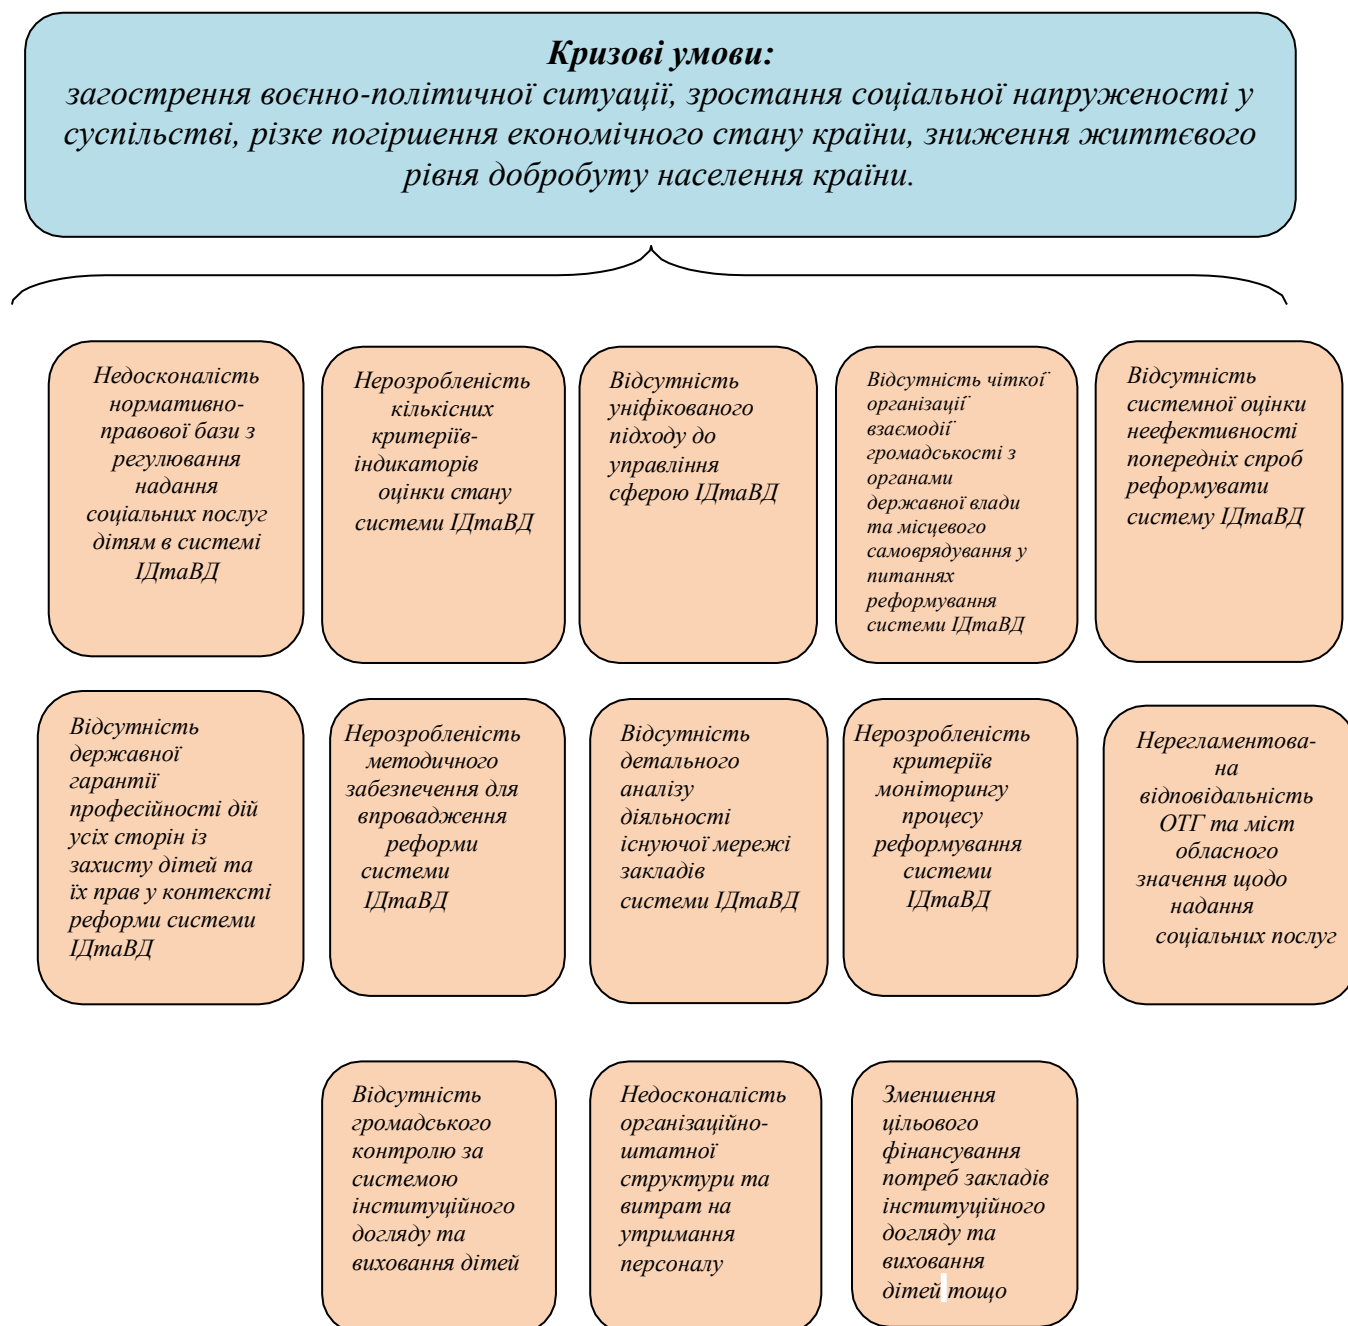 Кризові умови:
загострення воєнно-політичної ситуації, зростання соціальної напруженості у
суспільстві, різке погіршення економічного стану країни, зниження життєвого
рівня добробуту населення країни.
Недосконалість
нормативно-
правової бази з
регулювання
надання
соціальних послуг
дітям в системі
ІДтаВД
Нерозробленість
кількісних
критеріїв-
індикаторів
оцінки стану
системи ІДтаВД
Відсутність
уніфікованого
підходу до
управління
сферою ІДтаВД
Відсутність чіткої
організації
взаємодії
громадськості з
органами
державної влади
та місцевого
самоврядування у
питаннях
реформування
системи ІДтаВД
Відсутність
системної оцінки
неефективності
попередніх спроб
реформувати
систему ІДтаВД
Відсутність
державної
гарантії
професійності дій
усіх сторін із
захисту дітей та
їх прав у контексті
реформи системи
ІДтаВД
Нерозробленість
методичного
забезпечення для
впровадження
реформи
системи
ІДтаВД
Відсутність
детального
аналізу
діяльності
існуючої мережі
закладів
системи ІДтаВД
Нерозробленість
критеріїв
моніторингу
процесу
реформування
системи
ІДтаВД
Нерегламентова-
на
відповідальність
ОТГ та міст
обласного
значення щодо
надання
соціальних послуг
Відсутність
громадського
контролю за
системою
інституційного
догляду та
виховання дітей
Недосконалість
організаційно-
штатної
структури та
витрат на
утримання
персоналу
Зменшення
цільового
фінансування
потреб закладів
інституційного
догляду та
виховання
дітей тощо